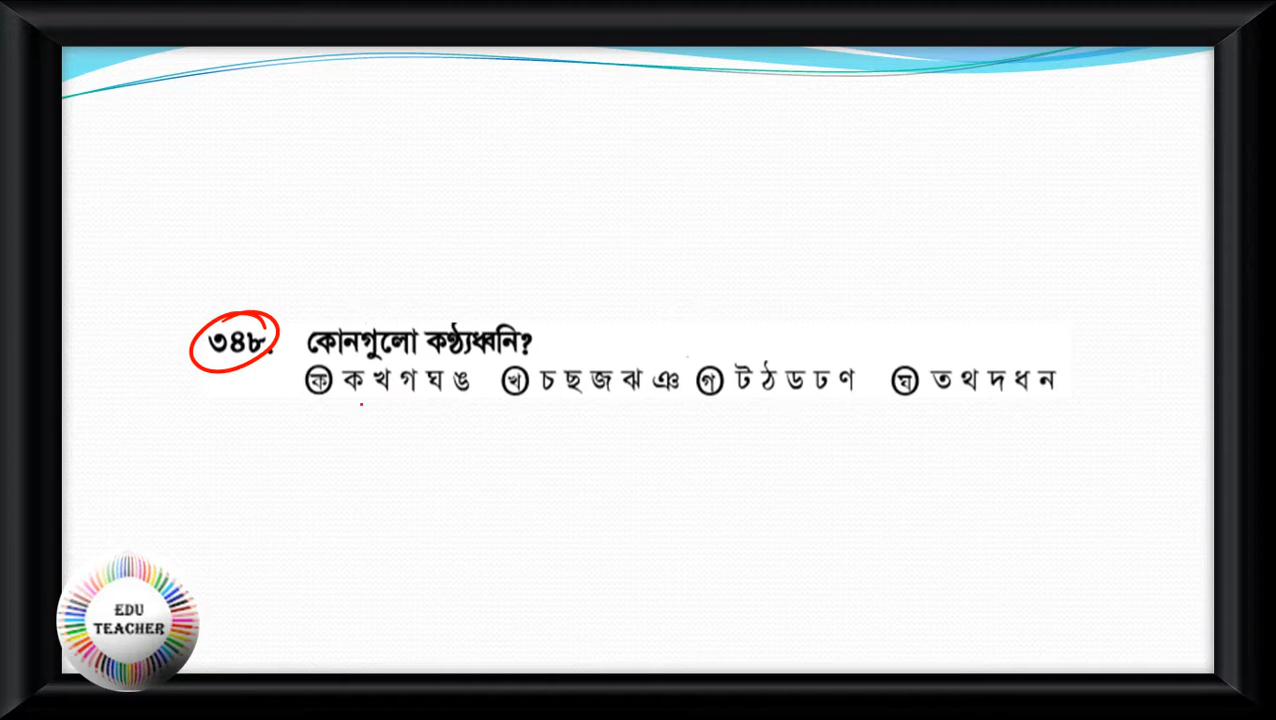 ৩৪৮. কোনগুলো কণ্ঠ্যধ্বনি?
ক ক খ গ ঘ ঙ খ চ ছ জ ঝ ঞ গ ট ঠ ড ঢ ণ ঘ ত থ দ ধ ন
EDU
TEACHER